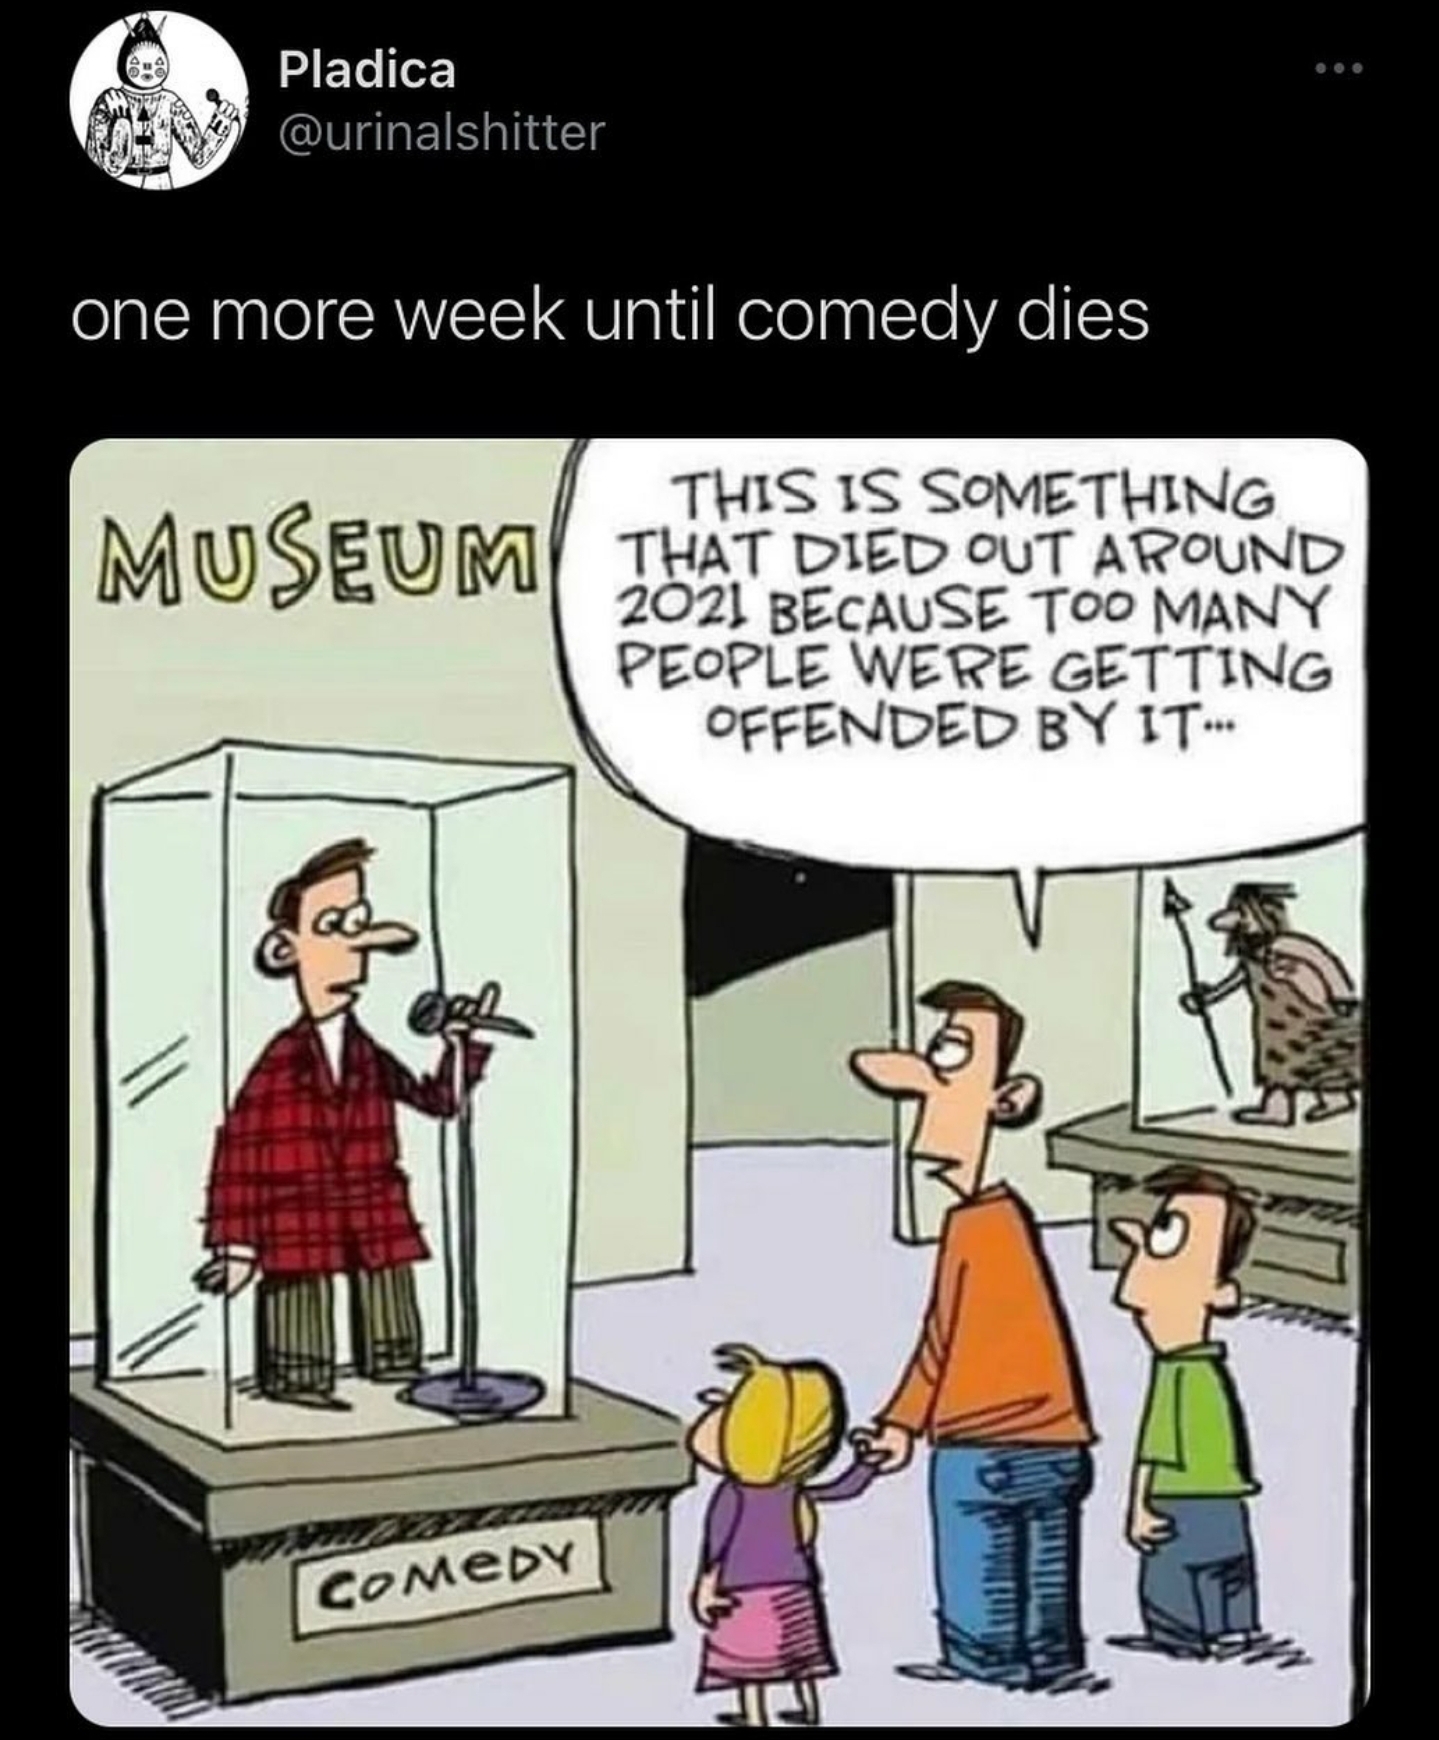 Pladica
@urinalshitter
one more week until comedy dies
MUSEUM
THIS IS SOMETHING
THAT DIED OUT AROUND
2021 BECAUSE TOO MANY
PEOPLE WERE GETTING
OFFENDED BY IT...
COMEDY